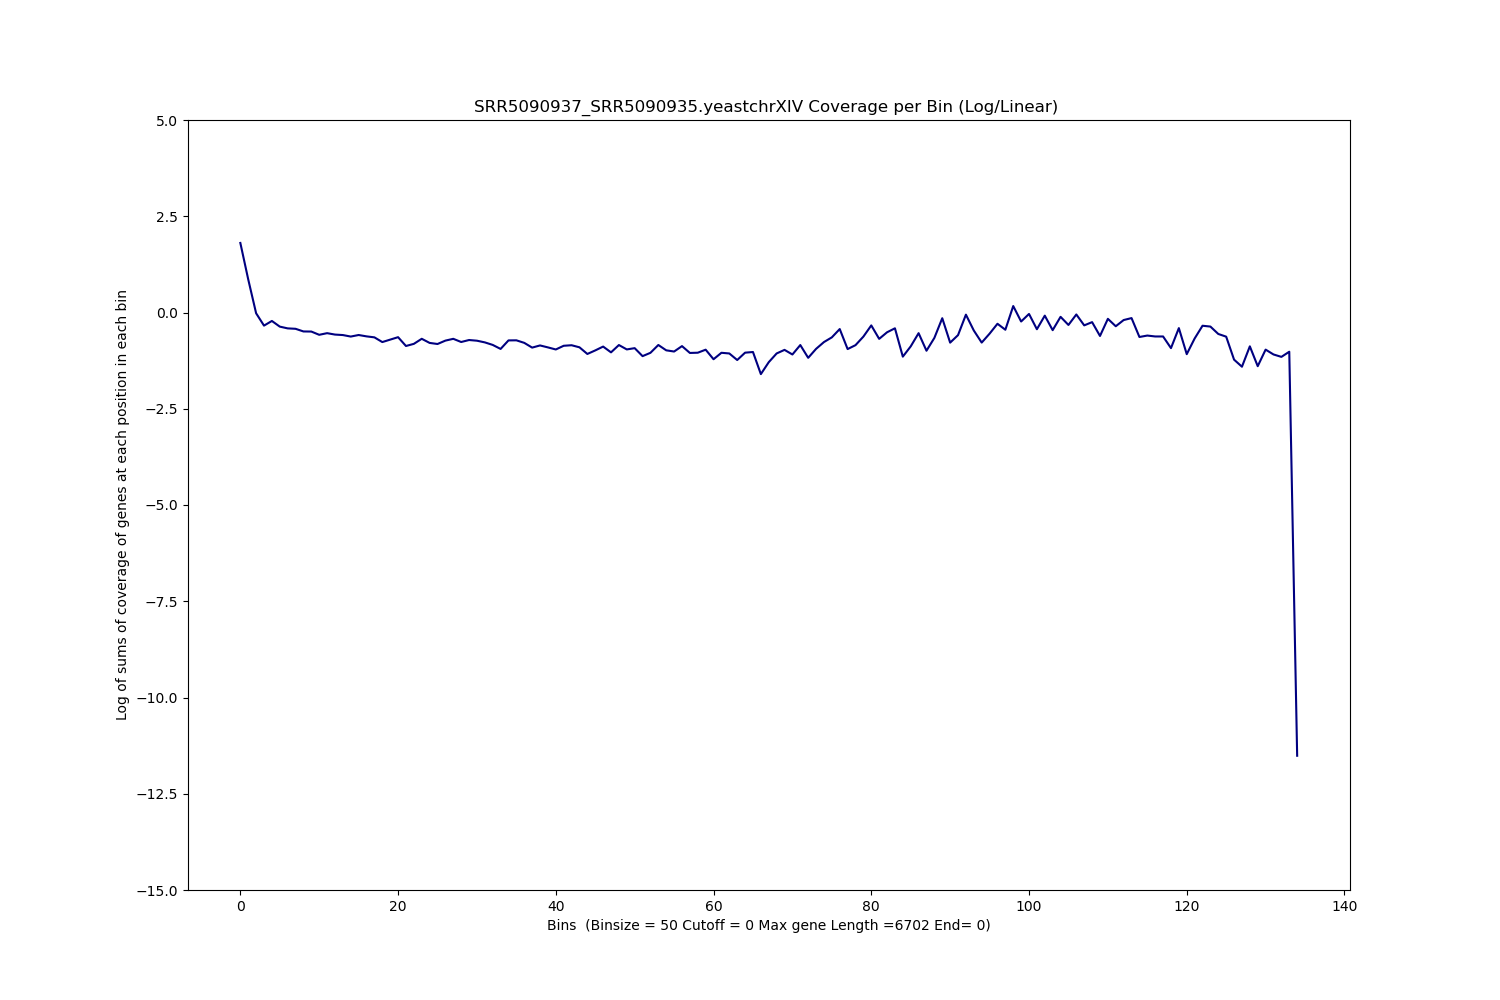 SRR5090937_SRR5090935.yeastchrXIV Coverage per Bin (Log/Linear)
5.0
2.5
0.0
−2.5
−5.0
−7.5
−10.0
−12.5
−15.0
Log of sums of coverage of genes at each position in each bin
0 20 40 60 80 100 120 140
Bins  (Binsize = 50 Cutoff = 0 Max gene Length =6702 End= 0)